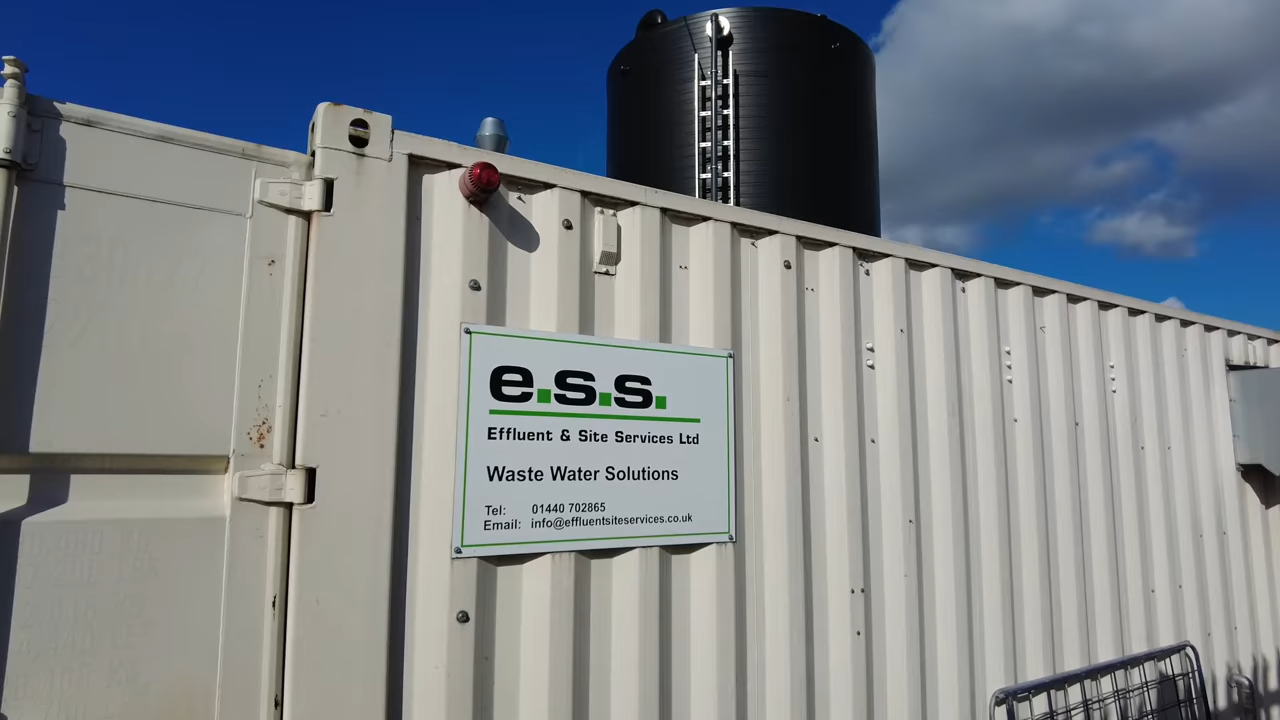 e.s.s.
Effluent & Site Services Ltd
Waste Water Solutions
Tel: 01440 702865
Email: info@effluentsiteservices.co.uk